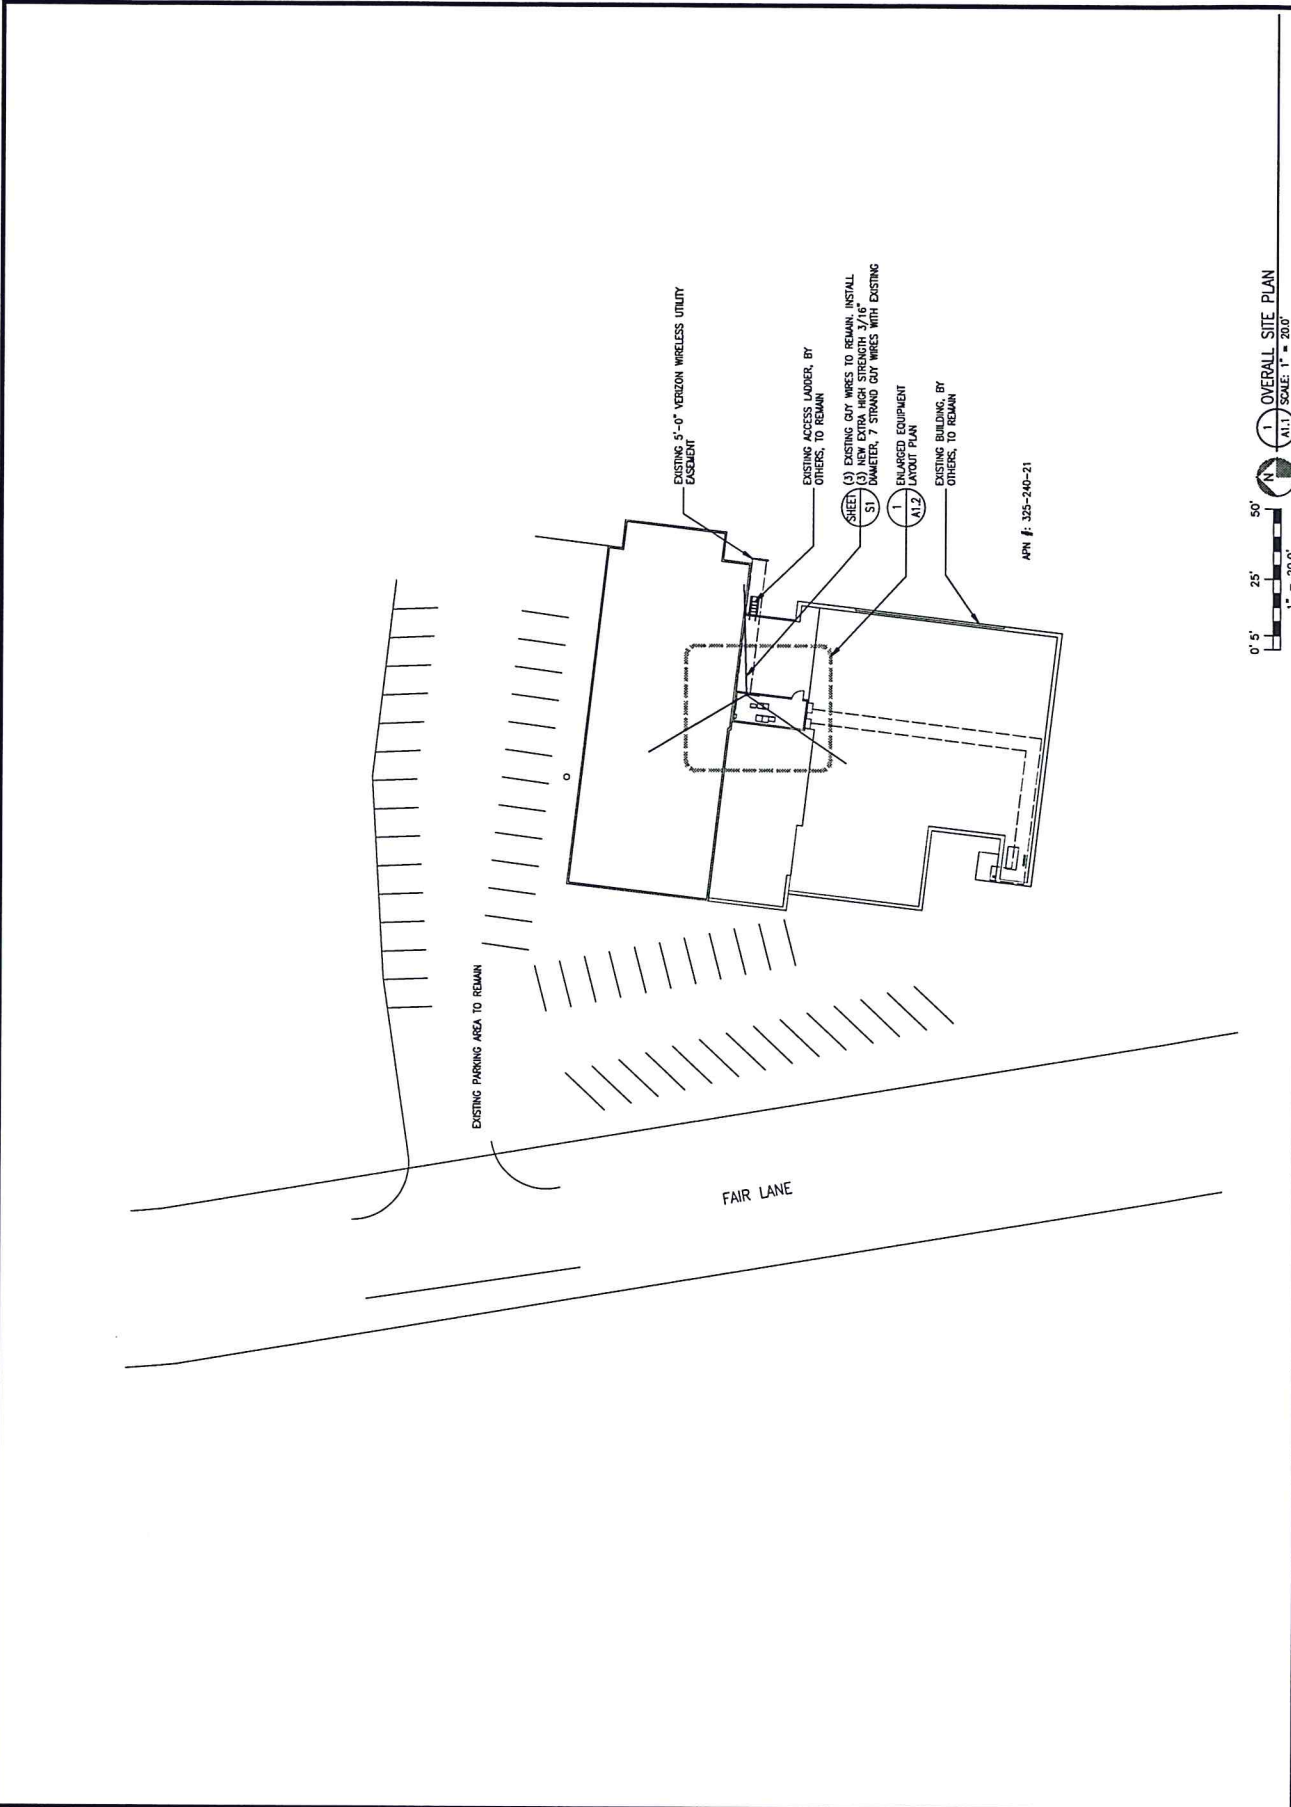 EXISTING 5'-0" VERIZON WIRELESS UTILITY
EASEMENT
EXISTING ACCESS LADDER, BY
OTHERS, TO REMAIN
SHEET
S1
(3) EXISTING GUY WIRES TO REMAIN. INSTALL
(3) NEW EXTRA HIGH STRENGTH 3/16"
DIAMETER, 7 STRAND GUY WIRES WITH EXISTING
1
A1.2
ENLARGED EQUIPMENT
LAYOUT PLAN
EXISTING BUILDING, BY
OTHERS, TO REMAIN
APN #: 325-240-21
EXISTING PARKING AREA TO REMAIN
FAIR LANE
0' 5' 25' 50'
1" = 20.0'
N
1
A1.1
OVERALL SITE PLAN
SCALE: 1" = 20.0'